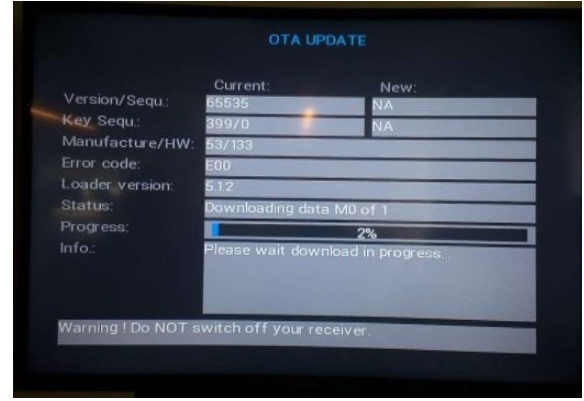 OTA UPDATE
Current: New:
Version/Sequ.: 65535 NA
Key Sequ.: 399/0 NA
Manufacture/HW: 53/133
Error code: E00
Loader version: 5.1.2
Status: Downloading data M0 of 1
Progress: 2%
Info.: Please wait download in progress...
Warning ! Do NOT switch off your receiver.